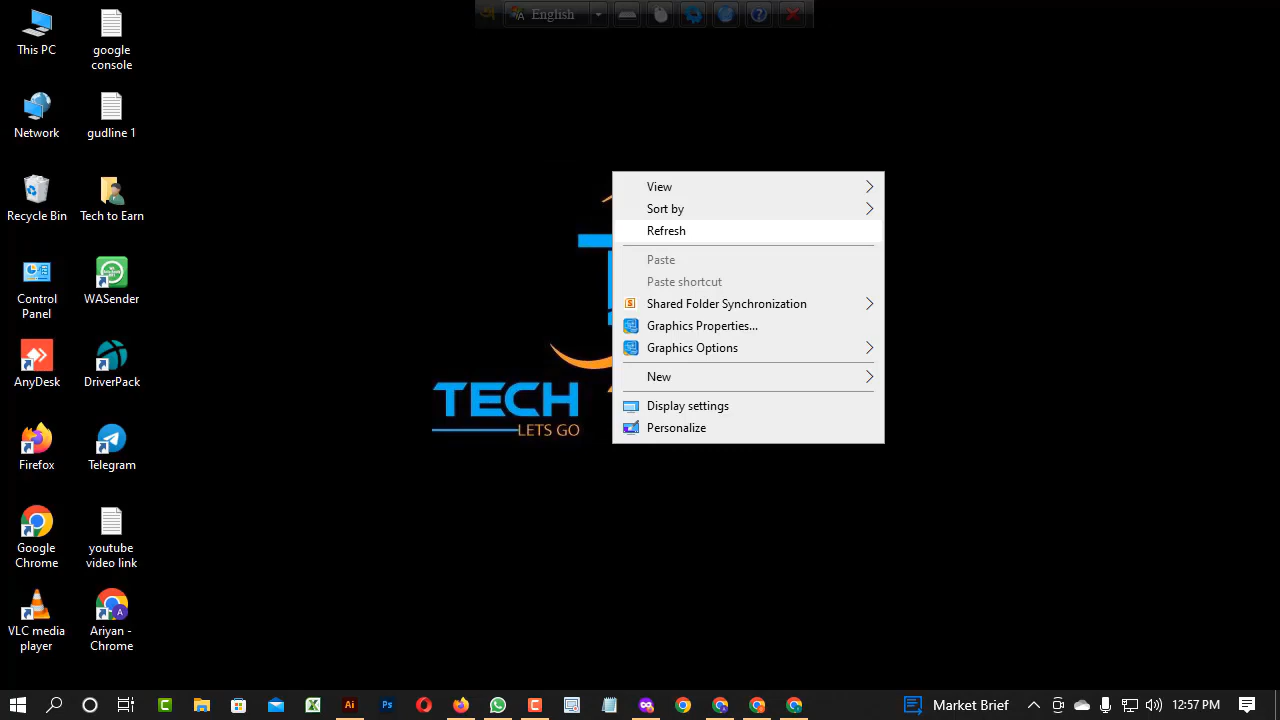 English
This PC
google
console
Network
gudline 1
Recycle Bin
Tech to Earn
Control
Panel
WASender
AnyDesk
DriverPack
Firefox
Telegram
Google
Chrome
youtube
video link
VLC media
player
Ariyan -
Chrome
TECH
LETS GO
View
Sort by
Refresh
Paste
Paste shortcut
Shared Folder Synchronization
Graphics Properties...
Graphics Options
New
Display settings
Personalize
Market Brief
12:57 PM